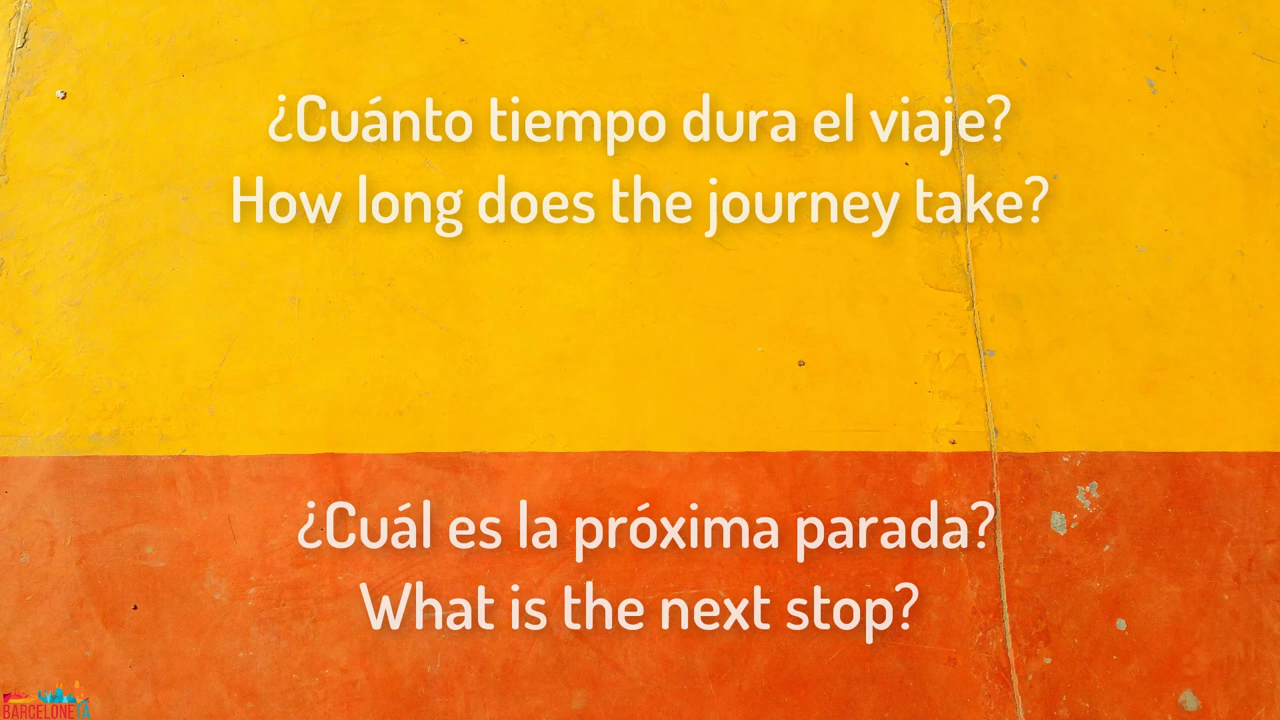 ¿Cuánto tiempo dura el viaje?
How long does the journey take?
¿Cuál es la próxima parada?
What is the next stop?
BARCELONETA